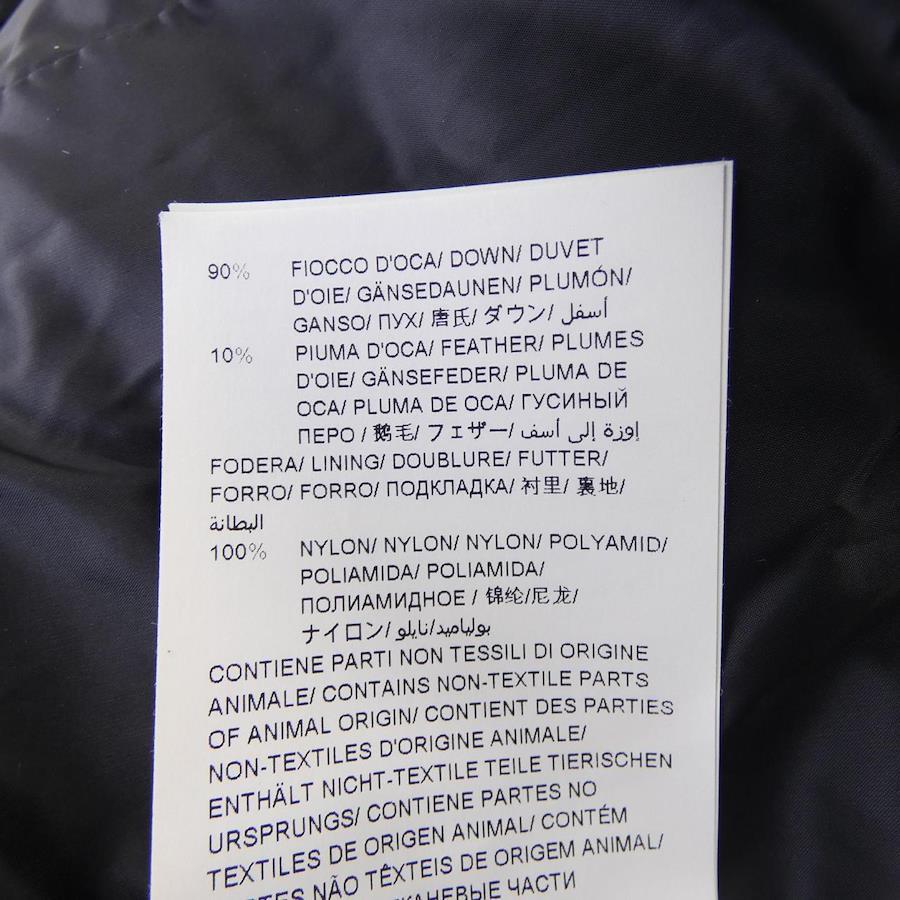 90% FIOCCO D'OCA/ DOWN/ DUVET
D'OIE/ GÄNSEDAUNEN/ PLUMÓN/
GANSO/ ПУХ/ 唐氏/ ダウン/ أسفل
10% PIUMA D'OCA/ FEATHER/ PLUMES
D'OIE/ GÄNSEFEDER/ PLUMA DE
OCA/ PLUMA DE OCA/ ГУСИНЫЙ
ПЕРО / 鹅毛/ フェザー/ إوزة إلى أسف
FODERA/ LINING/ DOUBLURE/ FUTTER/
FORRO/ FORRO/ ПОДКЛАДКА/ 衬里/ 裏地/
البطانة
100% NYLON/ NYLON/ NYLON/ POLYAMID/
POLIAMIDA/ POLIAMIDA/
ПОЛИАМИДНОЕ / 锦纶/尼龙/
ナイロン/ بولياميد/نايلو
CONTIENE PARTI NON TESSILI DI ORIGINE
ANIMALE/ CONTAINS NON-TEXTILE PARTS
OF ANIMAL ORIGIN/ CONTIENT DES PARTIES
NON-TEXTILES D'ORIGINE ANIMALE/
ENTHÄLT NICHT-TEXTILE TEILE TIERISCHEN
URSPRUNGS/ CONTIENE PARTES NO
TEXTILES DE ORIGEN ANIMAL/ CONTÉM
NÃO TÊXTEIS DE ORIGEM ANIMAL/
ЧАСТИ